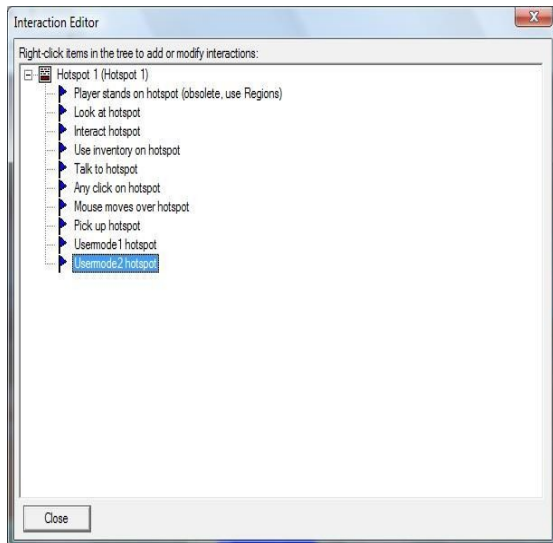 Interaction Editor
Right-click items in the tree to add or modify interactions:
Hotspot 1 (Hotspot 1)
Player stands on hotspot (obsolete, use Regions)
Look at hotspot
Interact hotspot
Use inventory on hotspot
Talk to hotspot
Any click on hotspot
Mouse moves over hotspot
Pick up hotspot
Usermode1 hotspot
Usermode2 hotspot
Close